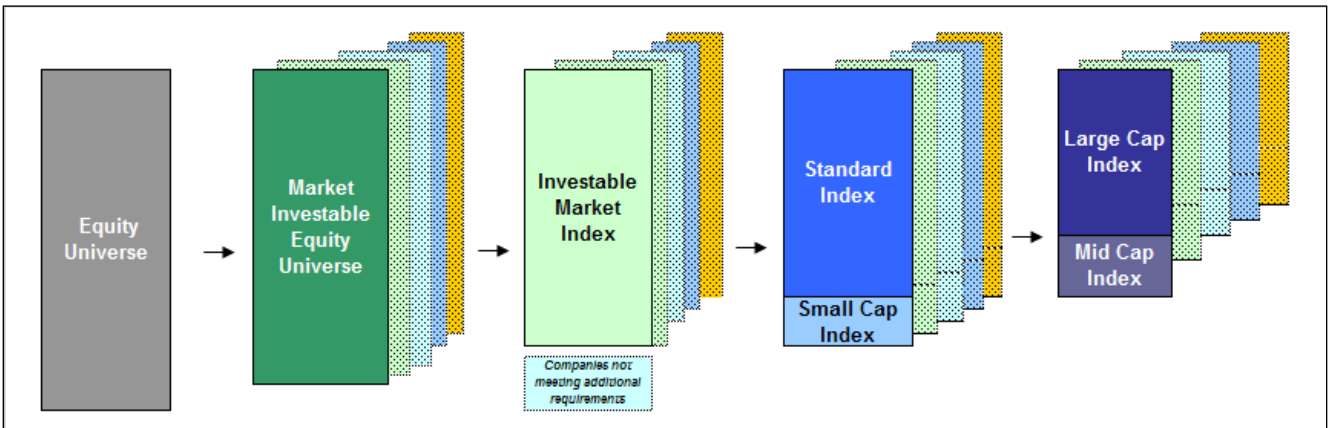 Equity
Universe
Market
Investable
Equity
Universe
Investable
Market
Index
Companies not
meeting additional
requirements
Standard
Index
Small Cap
Index
Large Cap
Index
Mid Cap
Index